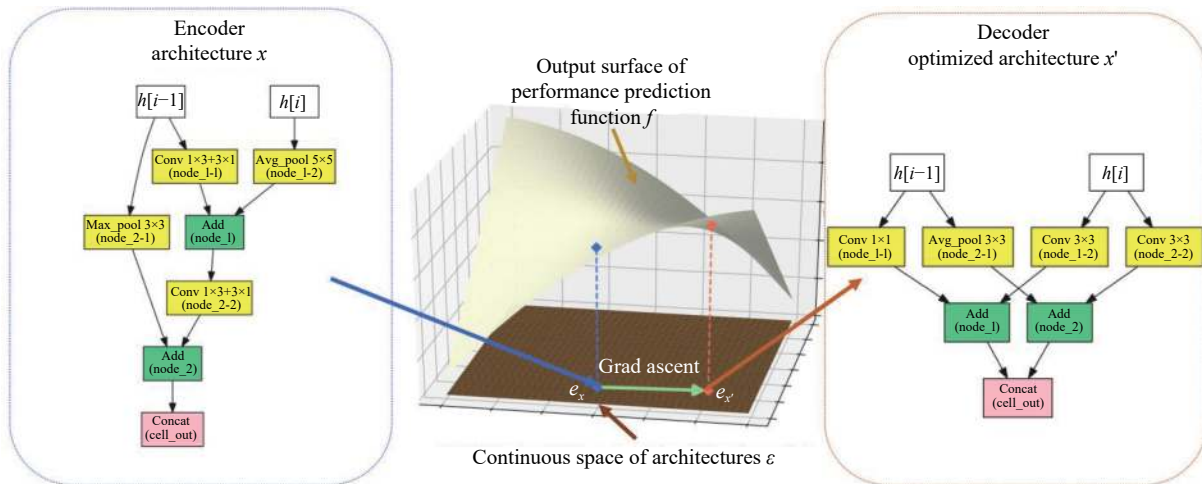 Encoder
architecture x
h[i−1]
h[i]
Conv 1×3+3×1
(node_l-l)
Avg_pool 5×5
(node_l-2)
Max_pool 3×3
(node_2-1)
Add
(node_l)
Conv 1×3+3×1
(node_2-2)
Add
(node_2)
Concat
(cell_out)
Output surface of
performance prediction
function f
Grad ascent
eₓ
eₓ'
Continuous space of architectures ε
Decoder
optimized architecture x'
h[i−1]
h[i]
Conv 1×1
(node_l-l)
Avg_pool 3×3
(node_2-1)
Conv 3×3
(node_1-2)
Conv 3×3
(node_2-2)
Add
(node_l)
Add
(node_2)
Concat
(cell_out)